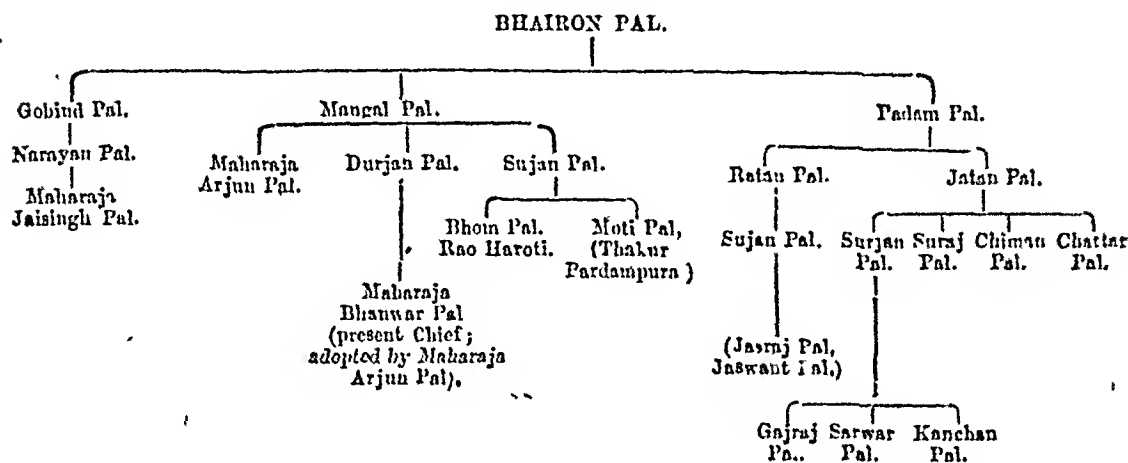 BHAIRON PAL.
Gobind Pal. Mangal Pal. Padam Pal.
Narayan Pal. Maharaja Arjun Pal. Durjan Pal. Sujan Pal. Ratan Pal. Jatan Pal.
Maharaja
Jaisingh Pal.
Bhom Pal.
Rao Haroti.
Moti Pal,
(Thakur
Pardampura)
Sujan Pal. Surjan Pal. Suraj Pal. Chiman Pal. Chattar Pal.
Maharaja
Bhanwar Pal
(present Chief;
adopted by Maharaja
Arjun Pal).
(Jasraj Pal,
Jaswant Pal.)
Gajraj Sarwar Kanchan
Pa.. Pal. Pal.